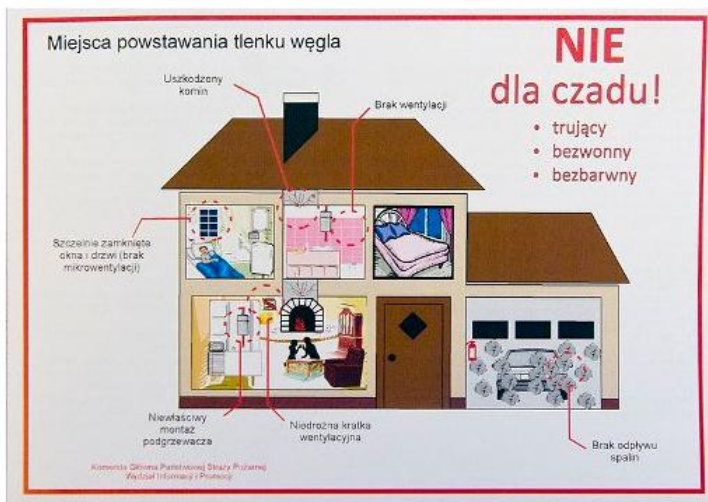 Miejsca powstawania tlenku węgla
NIE
dla czadu!
• trujący
• bezwonny
• bezbarwny
Uszkodzony
komin
Brak wentylacji
Szczelnie zamknięte
okna i drzwi (brak
mikrowentylacji)
Niewłaściwy
montaż
podgrzewacza
Niedrożna kratka
wentylacyjna
Brak odpływu
spalin
Komenda Główna Państwowej Straży Pożarnej
Wydział Informacji i Promocji